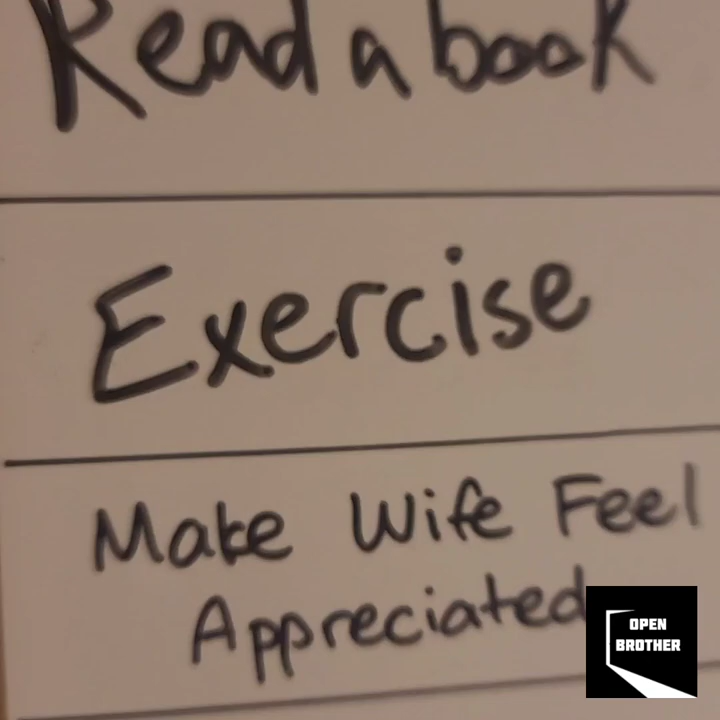 Read a book
Exercise
Make Wife Feel
Appreciated
OPEN
BROTHER